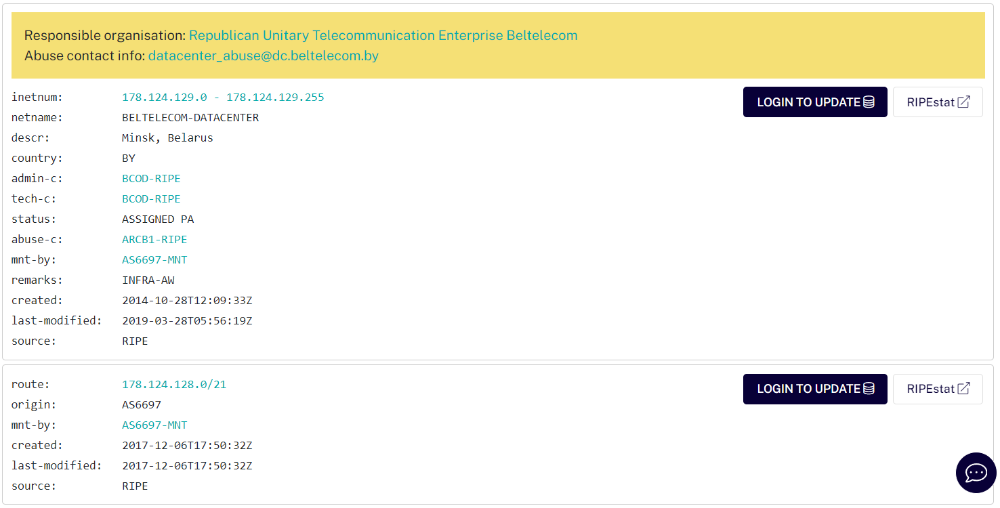 Responsible organisation: Republican Unitary Telecommunication Enterprise Beltelecom
Abuse contact info: datacenter_abuse@dc.beltelecom.by
inetnum: 178.124.129.0 - 178.124.129.255
LOGIN TO UPDATE RIPEstat
netname: BELTELECOM-DATACENTER
descr: Minsk, Belarus
country: BY
admin-c: BCOD-RIPE
tech-c: BCOD-RIPE
status: ASSIGNED PA
abuse-c: ARCB1-RIPE
mnt-by: AS6697-MNT
remarks: INFRA-AW
created: 2014-10-28T12:09:33Z
last-modified: 2019-03-28T05:56:19Z
source: RIPE
route: 178.124.128.0/21
LOGIN TO UPDATE RIPEstat
origin: AS6697
mnt-by: AS6697-MNT
created: 2017-12-06T17:50:32Z
last-modified: 2017-12-06T17:50:32Z
source: RIPE